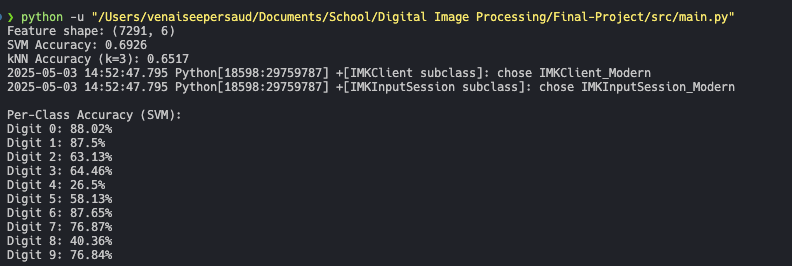 ❯ python -u "/Users/venaiseepersaud/Documents/School/Digital Image Processing/Final-Project/src/main.py"
Feature shape: (7291, 6)
SVM Accuracy: 0.6926
kNN Accuracy (k=3): 0.6517
2025-05-03 14:52:47.795 Python[18598:29759787] +[IMKClient subclass]: chose IMKClient_Modern
2025-05-03 14:52:47.795 Python[18598:29759787] +[IMKInputSession subclass]: chose IMKInputSession_Modern
Per-Class Accuracy (SVM):
Digit 0: 88.02%
Digit 1: 87.5%
Digit 2: 63.13%
Digit 3: 64.46%
Digit 4: 26.5%
Digit 5: 58.13%
Digit 6: 87.65%
Digit 7: 76.87%
Digit 8: 40.36%
Digit 9: 76.84%